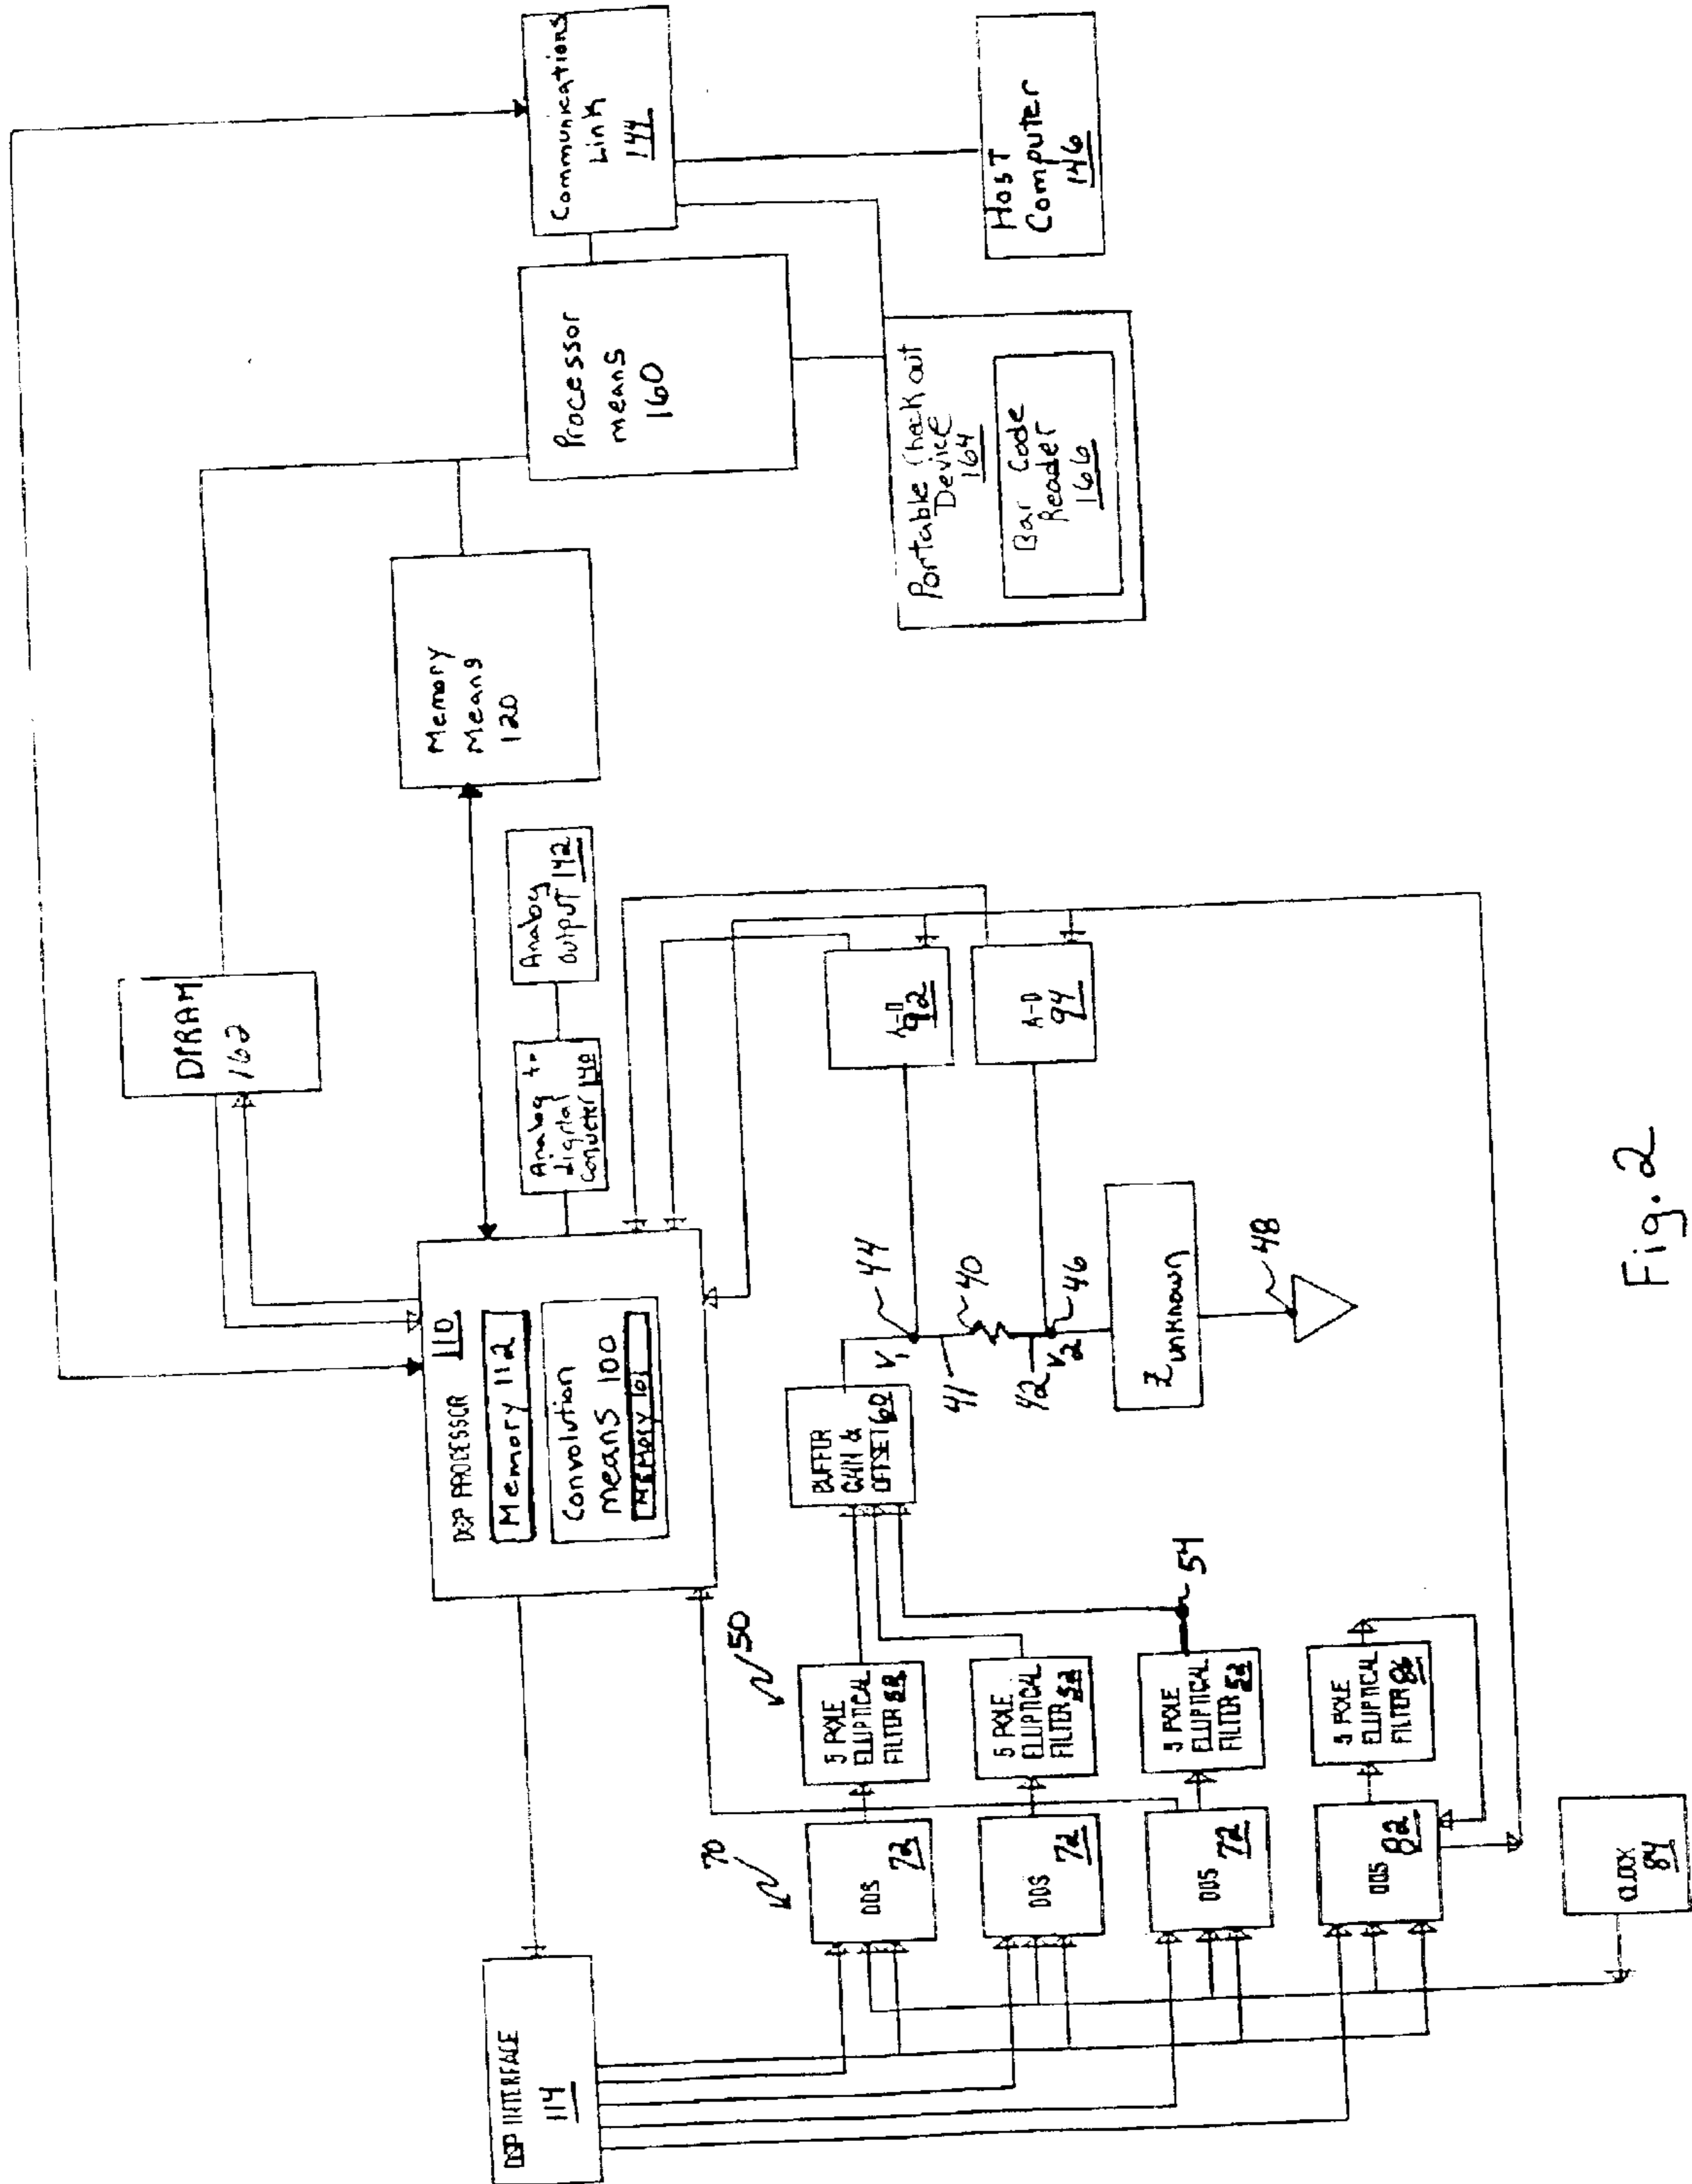 Communications
Link
144
Host
Computer
146
Processor
means
160
Portable Check out
Device
164
Bar Code
Reader
166
Memory
Means
120
DPRAM
162
Analog
output 142
Analog to
digital
converter 140
A-D
92
A-D
94
DSP PROCESSOR
110
Memory 112
Convolution
means 100
MEMORY 101
BUFFER
GAIN &
OFFSET 60
V1
44
41
40
42
V2
46
Z unknown
48
50
5 POLE
ELLIPTICAL
FILTER 52
5 POLE
ELLIPTICAL
FILTER 52
5 POLE
ELLIPTICAL
FILTER 52
54
5 POLE
ELLIPTICAL
FILTER 86
70
DDS
72
DDS
72
DDS
72
DDS
82
CLOCK
84
DSP INTERFACE
114
Fig. 2